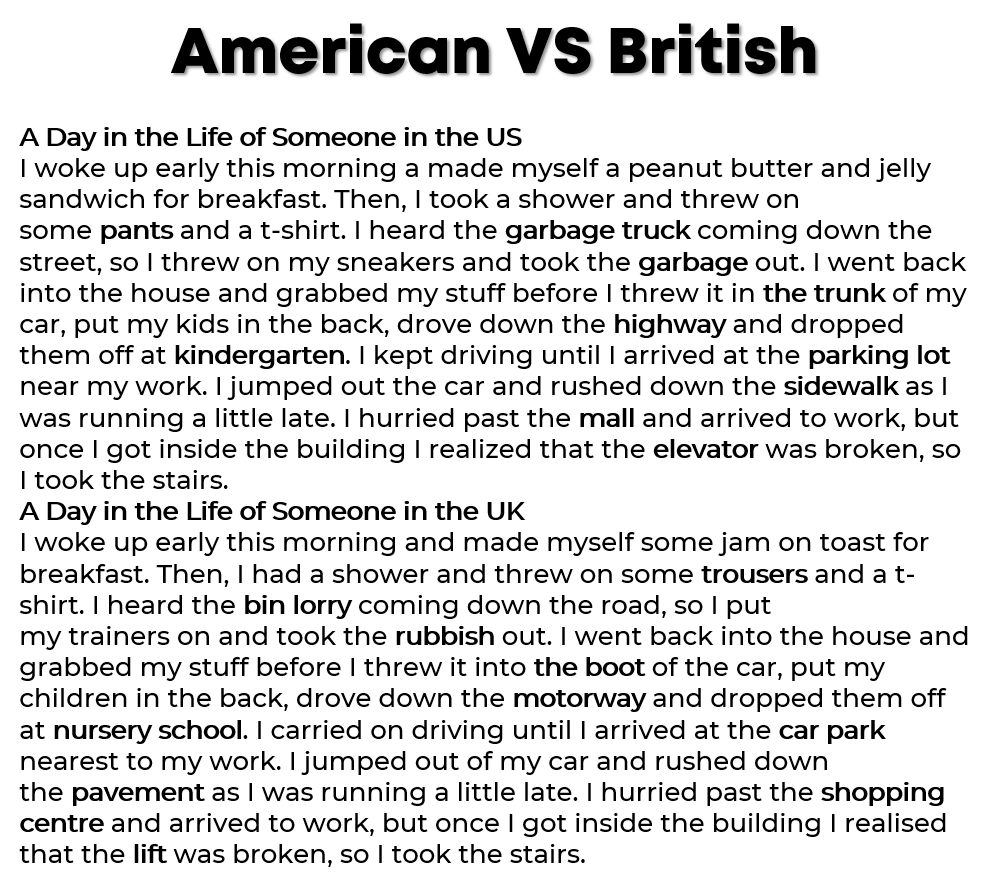 American VS British
A Day in the Life of Someone in the US
I woke up early this morning a made myself a peanut butter and jelly
sandwich for breakfast. Then, I took a shower and threw on
some pants and a t-shirt. I heard the garbage truck coming down the
street, so I threw on my sneakers and took the garbage out. I went back
into the house and grabbed my stuff before I threw it in the trunk of my
car, put my kids in the back, drove down the highway and dropped
them off at kindergarten. I kept driving until I arrived at the parking lot
near my work. I jumped out the car and rushed down the sidewalk as I
was running a little late. I hurried past the mall and arrived to work, but
once I got inside the building I realized that the elevator was broken, so
I took the stairs.
A Day in the Life of Someone in the UK
I woke up early this morning and made myself some jam on toast for
breakfast. Then, I had a shower and threw on some trousers and a t-
shirt. I heard the bin lorry coming down the road, so I put
my trainers on and took the rubbish out. I went back into the house and
grabbed my stuff before I threw it into the boot of the car, put my
children in the back, drove down the motorway and dropped them off
at nursery school. I carried on driving until I arrived at the car park
nearest to my work. I jumped out of my car and rushed down
the pavement as I was running a little late. I hurried past the shopping
centre and arrived to work, but once I got inside the building I realised
that the lift was broken, so I took the stairs.